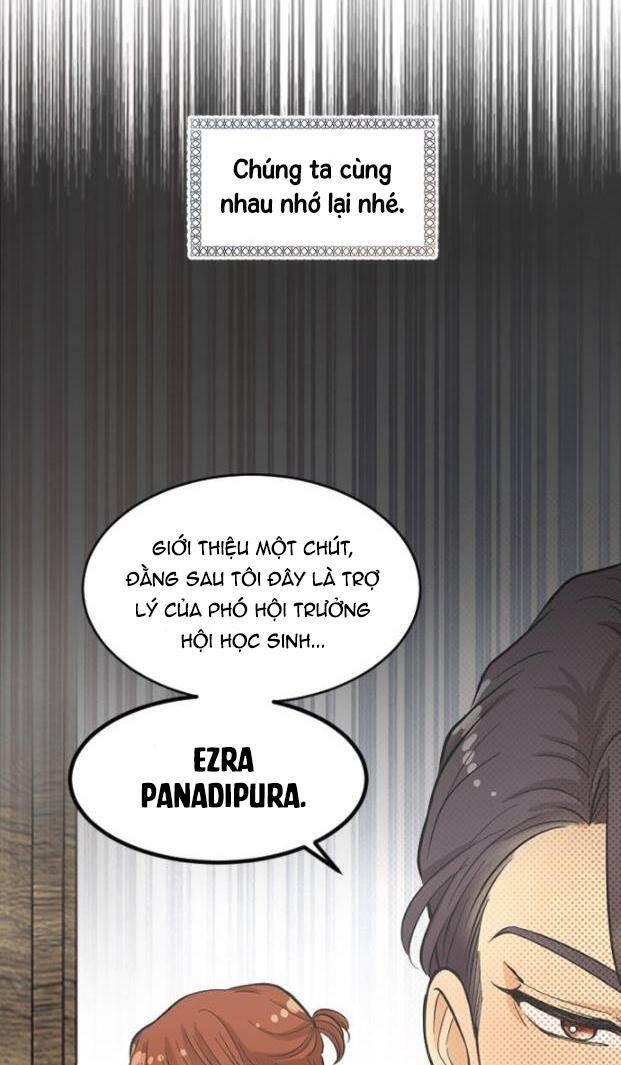 Chúng ta cùng
nhau nhớ lại nhé.
GIỚI THIỆU MỘT CHÚT,
ĐẰNG SAU TÔI ĐÂY LÀ TRỢ
LÝ CỦA PHÓ HỘI TRƯỞNG
HỘI HỌC SINH...
EZRA
PANADIPURA.